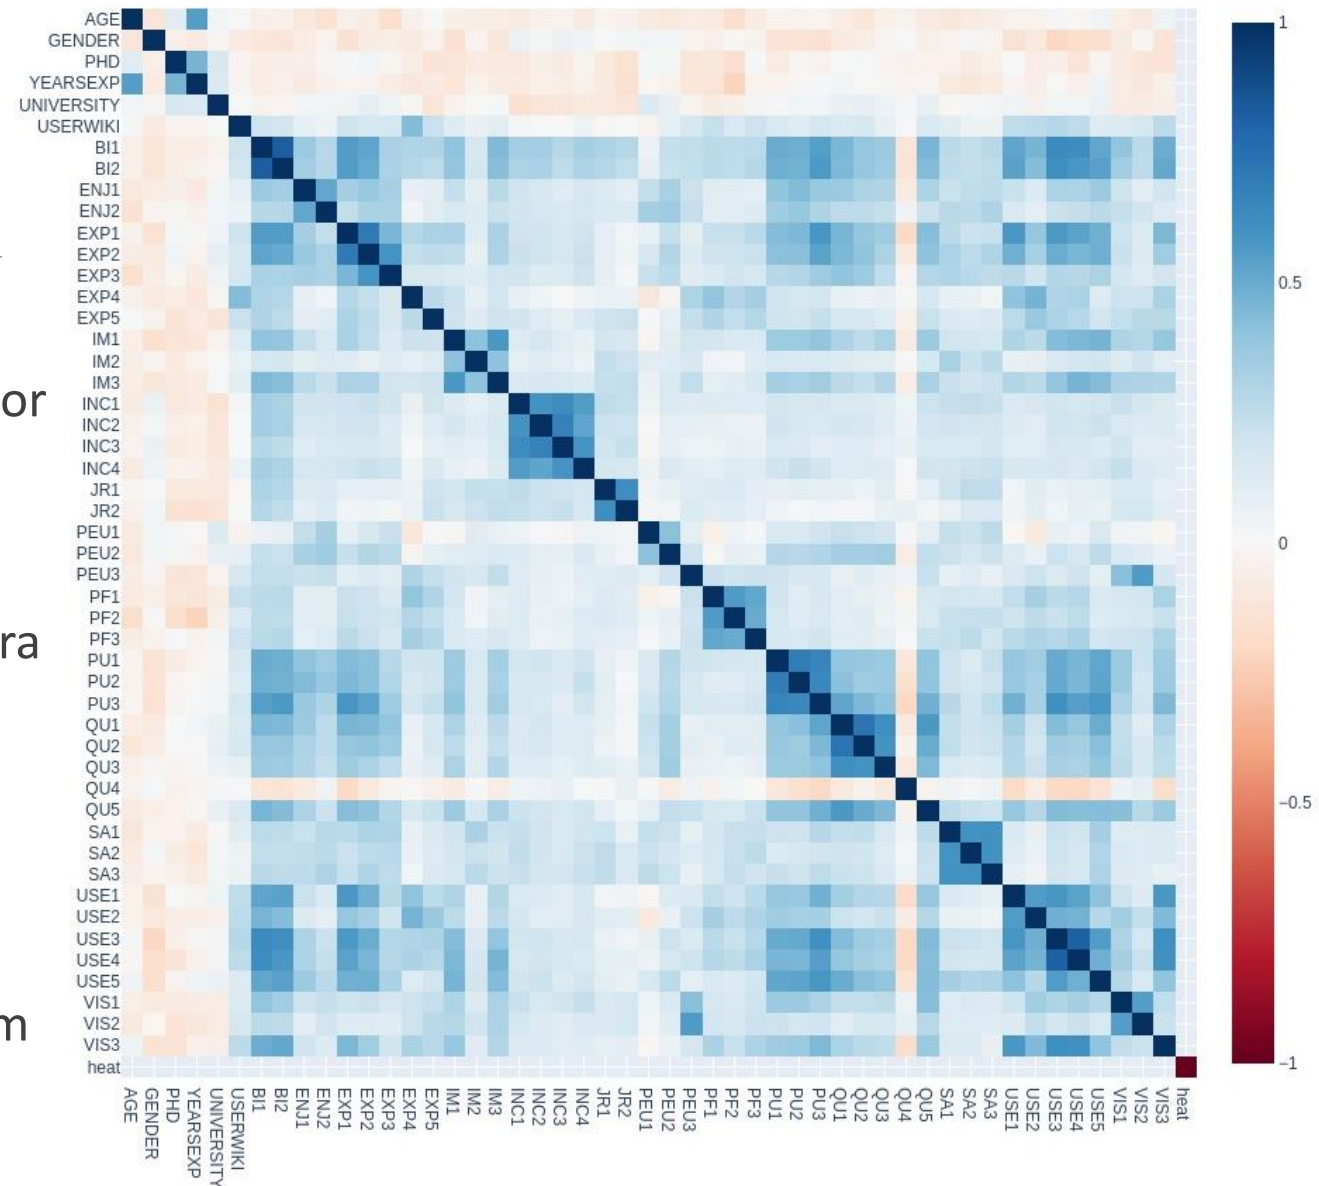 AGE
GENDER
PHD
YEARSEXP
UNIVERSITY
USERWIKI
BI1
BI2
ENJ1
ENJ2
EXP1
EXP2
EXP3
EXP4
EXP5
IM1
IM2
or
IM3
INC1
INC2
INC3
INC4
JR1
JR2
PEU1
PEU2
PEU3
PF1
PF2
ra
PF3
PU1
PU2
PU3
QU1
QU2
QU3
QU4
QU5
SA1
SA2
SA3
USE1
USE2
USE3
USE4
USE5
VIS1
m
VIS2
VIS3
heat
AGE GENDER PHD YEARSEXP UNIVERSITY USERWIKI BI1 BI2 ENJ1 ENJ2 EXP1 EXP2 EXP3 EXP4 EXP5 IM1 IM2 IM3 INC1 INC2 INC3 INC4 JR1 JR2 PEU1 PEU2 PEU3 PF1 PF2 PF3 PU1 PU2 PU3 QU1 QU2 QU3 QU4 QU5 SA1 SA2 SA3 USE1 USE2 USE3 USE4 USE5 VIS1 VIS2 VIS3 heat
1
0.5
0
−0.5
−1